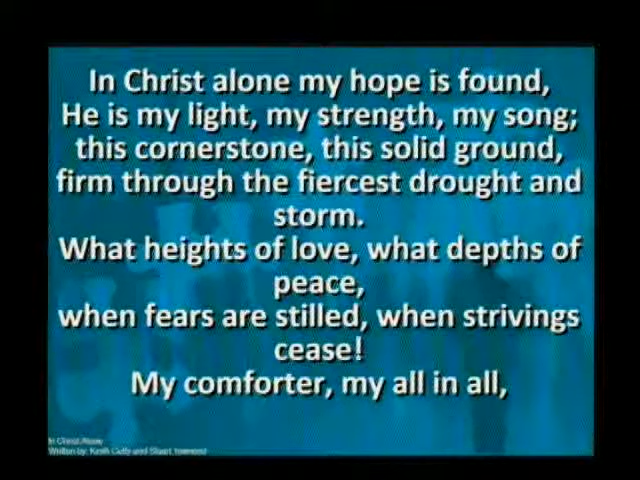 In Christ alone my hope is found,
He is my light, my strength, my song;
this cornerstone, this solid ground,
firm through the fiercest drought and
storm.
What heights of love, what depths of
peace,
when fears are stilled, when strivings
cease!
My comforter, my all in all,
In Christ Alone
Written by: Keith Getty and Stuart Townend